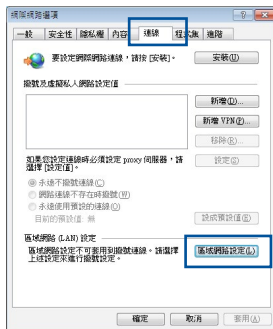 網際網路選項
一般 安全性 隱私權 內容 連線 程式集 進階
要設定網際網路連線，請按 [安裝]。
安裝(U)
撥號及虛擬私人網路設定值
新增(D)...
新增 VPN(P)...
移除(R)...
如果您設定連線時必須設定 proxy 伺服器，請
選擇 [設定值]。
設定(S)
永遠不撥號連線(C)
網路連線不存在時撥號(W)
永遠使用預設的連線(O)
目前的預設值 無
設成預設值(E)
區域網路 (LAN) 設定
區域網路設定不可套用到撥號連線。請選擇
上述設定來進行撥號設定。
區域網路設定(L)
確定 取消 套用(A)